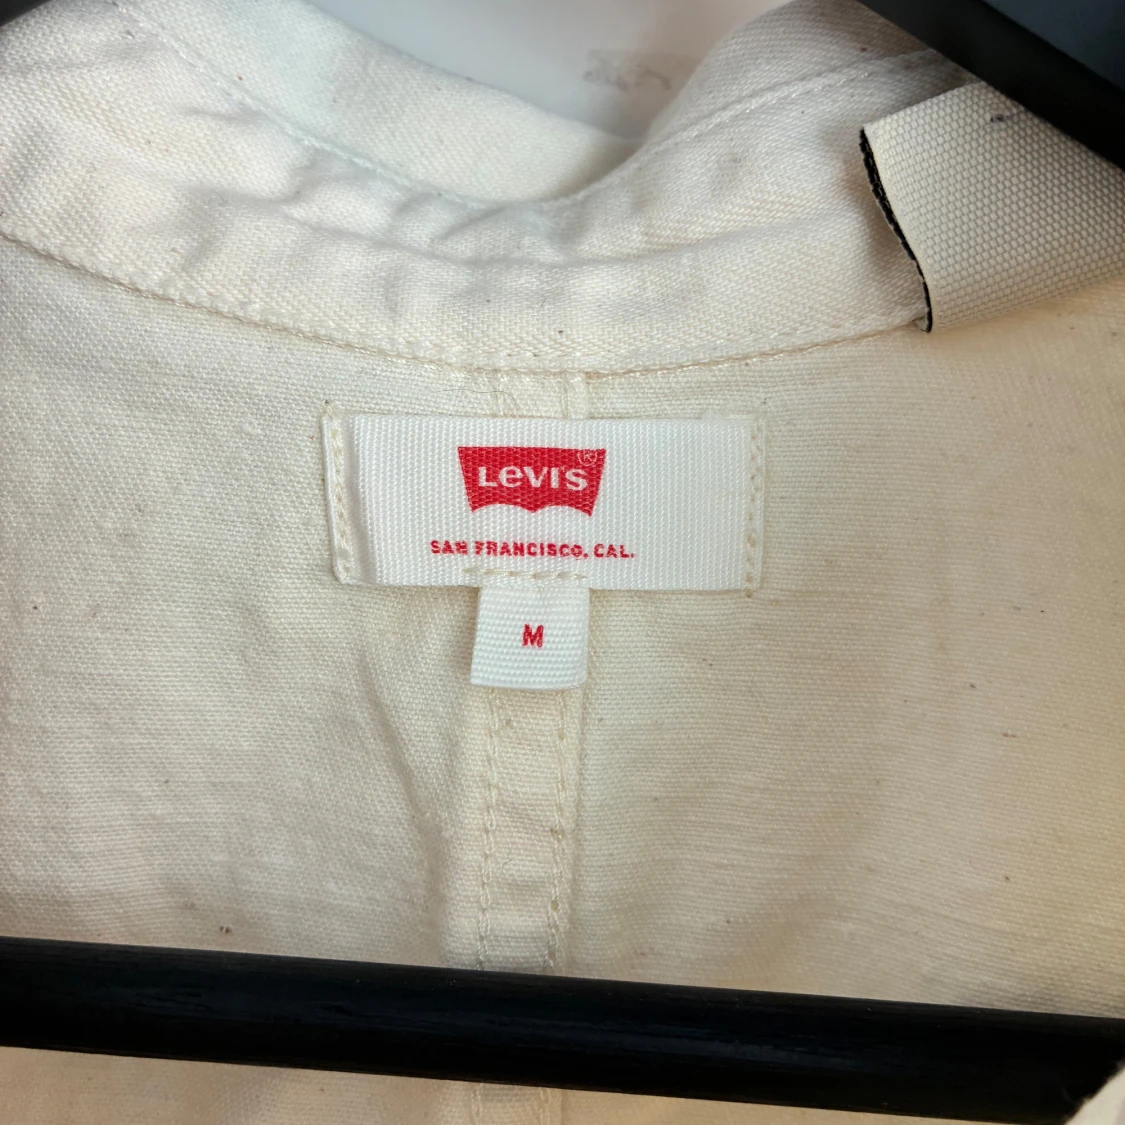 LEVI'S®
SAN FRANCISCO, CAL.
M